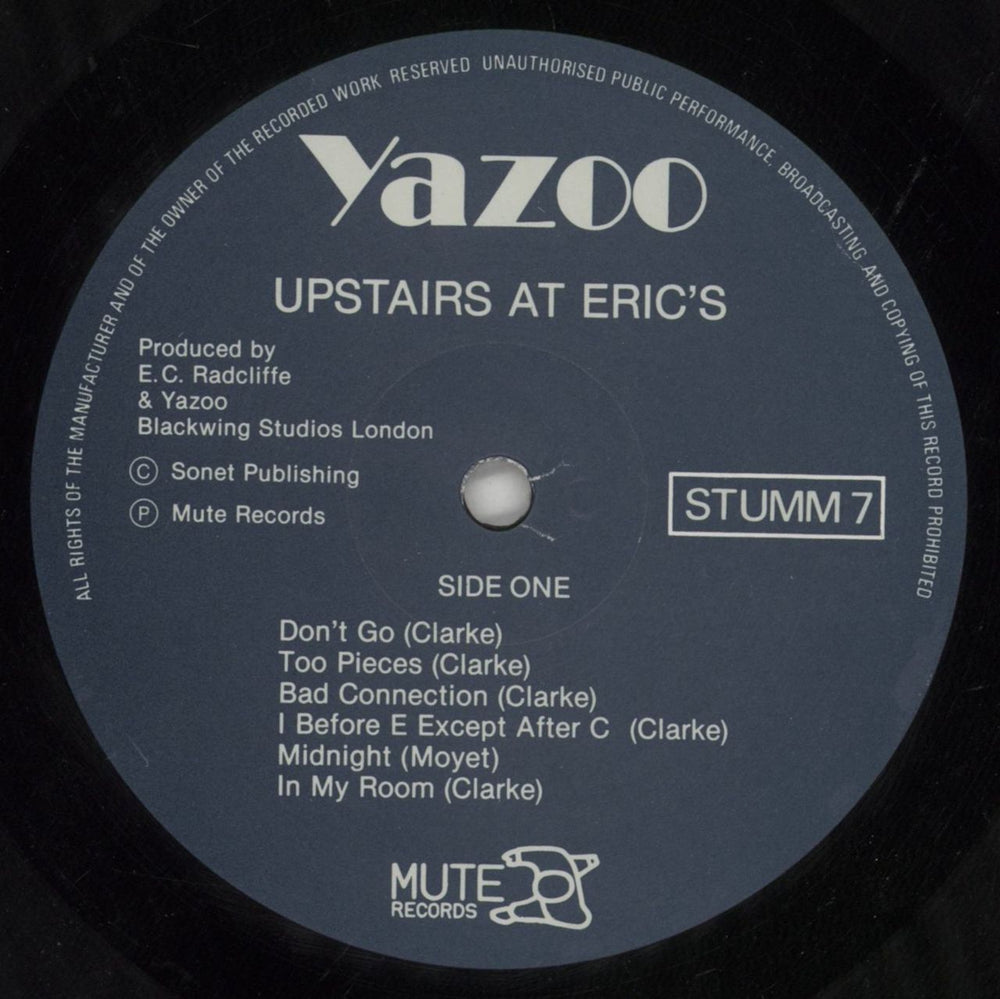 ALL RIGHTS OF THE MANUFACTURER AND OF THE OWNER OF THE RECORDED WORK RESERVED UNAUTHORISED PUBLIC PERFORMANCE, BROADCASTING AND COPYING OF THIS RECORD PROHIBITED
Yazoo
UPSTAIRS AT ERIC'S
Produced by
E.C. Radcliffe
& Yazoo
Blackwing Studios London
Ⓒ Sonet Publishing
Ⓟ Mute Records
STUMM 7
SIDE ONE
Don't Go (Clarke)
Too Pieces (Clarke)
Bad Connection (Clarke)
I Before E Except After C (Clarke)
Midnight (Moyet)
In My Room (Clarke)
MUTE
RECORDS